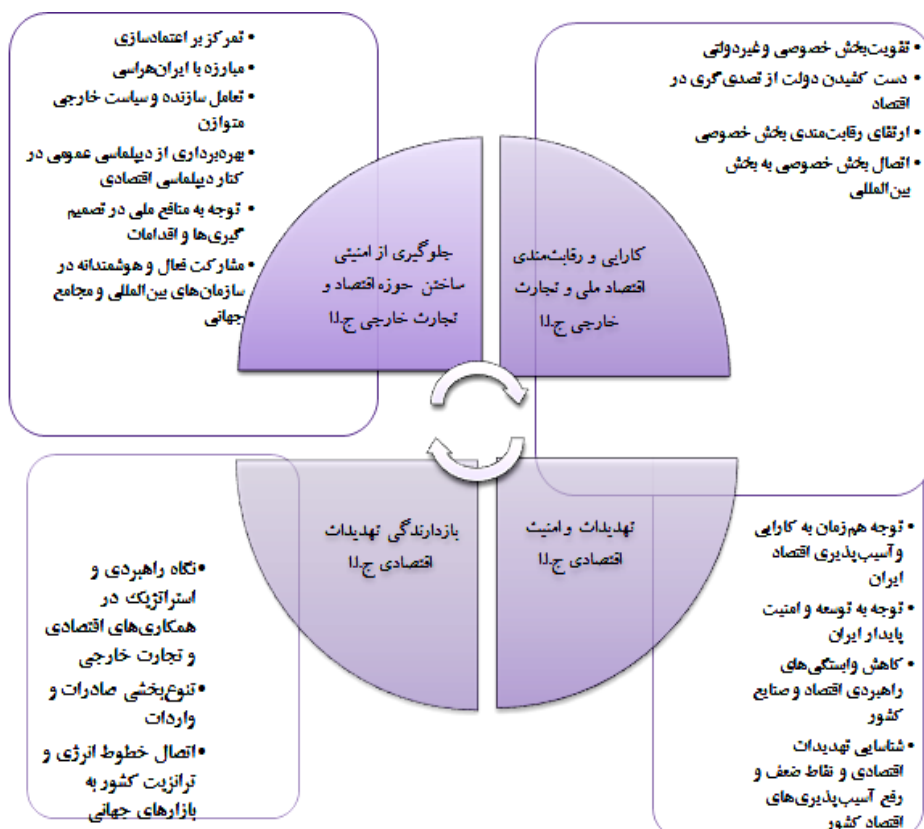 • تقویت‌بخش خصوصی وغیردولتی
• دست کشیدن دولت از تصدی‌گری در
اقتصاد
• ارتقای رقابت‌مندی بخش خصوصی
• اتصال بخش خصوصی به بخش
بین‌المللی
• تمرکز بر اعتمادسازی
• مبارزه با ایران‌هراسی
• تعامل سازنده و سیاست خارجی
متوازن
• بهره‌برداری از دیپلماسی عمومی در
کنار دیپلماسی اقتصادی
• توجه به منافع ملی در تصمیم
گیری‌ها و اقدامات
• مشارکت فعال و هوشمندانه در
سازمان‌های بین‌المللی و مجامع
جهانی
کارایی و رقابت‌مندی
اقتصاد ملی و تجارت
خارجی ج.ا.ا
جلوگیری از امنیتی
ساختن حوزه اقتصاد و
تجارت خارجی ج.ا.ا
تهدیدات و امنیت
اقتصادی ج.ا.ا
بازدارندگی تهدیدات
اقتصادی ج.ا.ا
• توجه هم‌زمان به کارایی
وآسیب‌پذیری اقتصاد
ایران
• توجه به توسعه و امنیت
پایدار ایران
• کاهش وابستگی‌های
راهبردی اقتصاد و صنایع
کشور
• شناسایی تهدیدات
اقتصادی و نقاط ضعف و
رفع آسیب‌پذیری‌های
اقتصاد کشور
• نگاه راهبردی و
استراتژیک در
همکاری‌های اقتصادی
و تجارت خارجی
• تنوع‌بخشی صادرات و
واردات
• اتصال خطوط انرژی و
ترانزیت کشور به
بازارهای جهانی